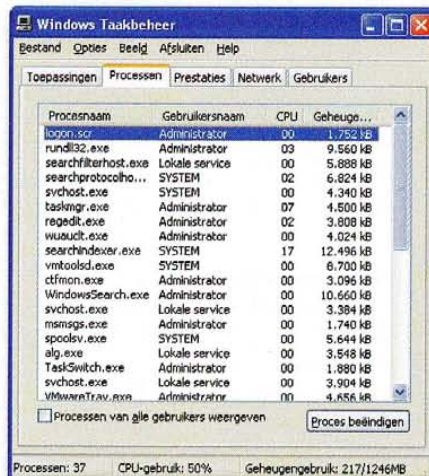 Windows Taakbeheer
Bestand Opties Beeld Afsluiten Help
Toepassingen Processen Prestaties Netwerk Gebruikers
Procesnaam Gebruikersnaam CPU Geheuge...
logon.scr Administrator 00 1.752 kB
rundll32.exe Administrator 03 9.560 kB
searchfilterhost.exe Lokale service 00 5.888 kB
searchprotocolho... SYSTEM 02 6.824 kB
svchost.exe SYSTEM 00 4.340 kB
taskmgr.exe Administrator 07 4.500 kB
regedit.exe Administrator 02 3.808 kB
wuauclt.exe Administrator 00 4.024 kB
searchindexer.exe SYSTEM 17 12.496 kB
vmtoolsd.exe SYSTEM 00 8.700 kB
ctfmon.exe Administrator 00 3.096 kB
WindowsSearch.exe Administrator 00 10.660 kB
svchost.exe Lokale service 00 3.384 kB
msmsgs.exe Administrator 00 1.740 kB
spoolsv.exe SYSTEM 00 5.644 kB
alg.exe Lokale service 00 3.548 kB
TaskSwitch.exe Administrator 00 1.880 kB
svchost.exe Lokale service 00 3.904 kB
VMwareTray.exe Administrator 00 4.656 kB
Processen van alle gebruikers weergeven
Proces beëindigen
Processen: 37 CPU-gebruik: 50% Geheugengebruik: 217/1246MB